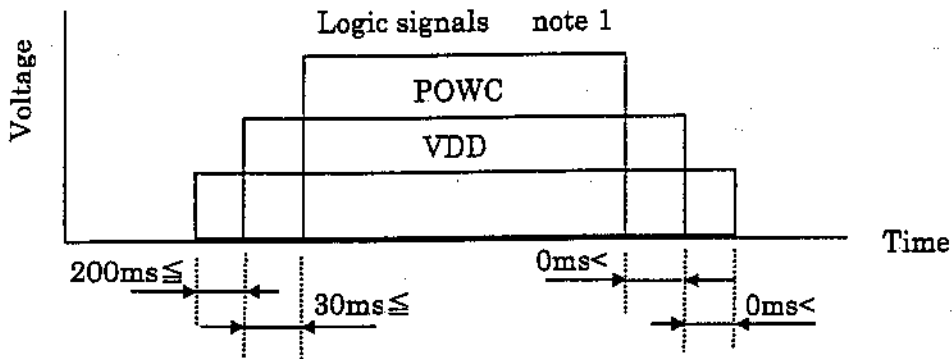 Logic signals note 1
POWC
VDD
Voltage
Time
200ms≦
0ms<
30ms≦
0ms<